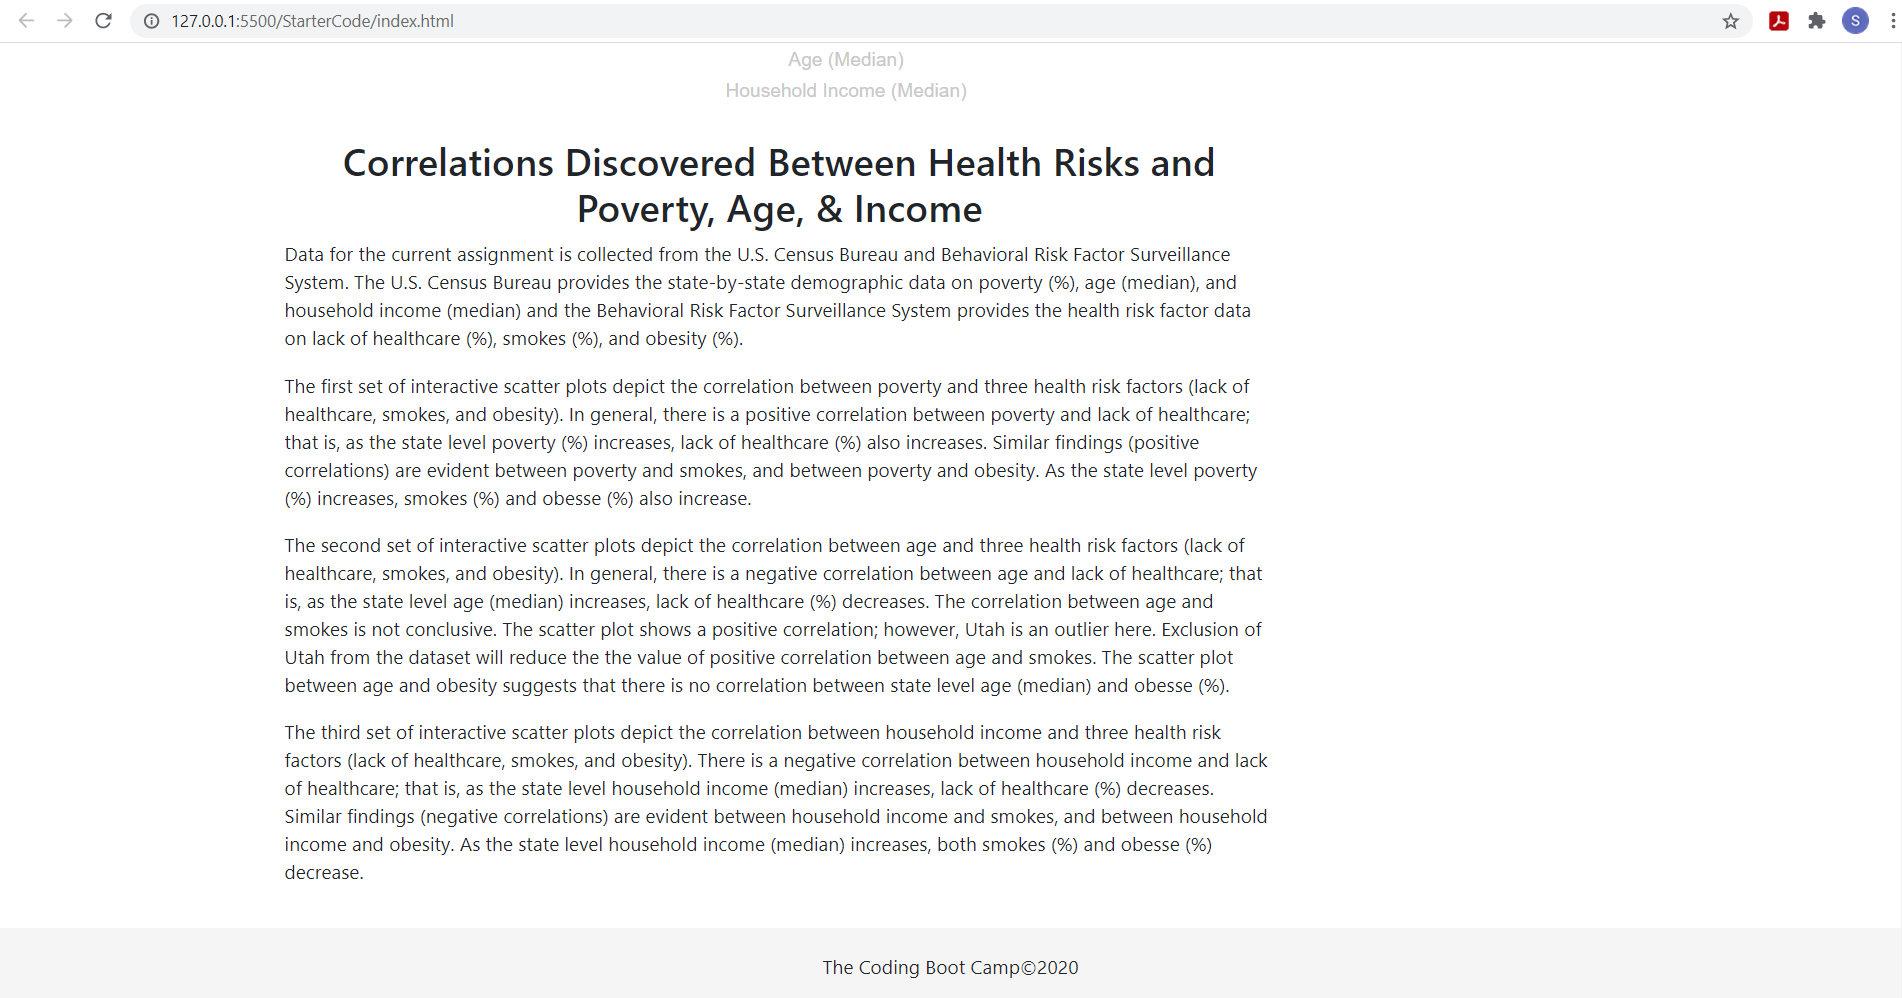 127.0.0.1:5500/StarterCode/index.html
S
Age (Median)
Household Income (Median)
Correlations Discovered Between Health Risks and
Poverty, Age, & Income
Data for the current assignment is collected from the U.S. Census Bureau and Behavioral Risk Factor Surveillance
System. The U.S. Census Bureau provides the state-by-state demographic data on poverty (%), age (median), and
household income (median) and the Behavioral Risk Factor Surveillance System provides the health risk factor data
on lack of healthcare (%), smokes (%), and obesity (%).
The first set of interactive scatter plots depict the correlation between poverty and three health risk factors (lack of
healthcare, smokes, and obesity). In general, there is a positive correlation between poverty and lack of healthcare;
that is, as the state level poverty (%) increases, lack of healthcare (%) also increases. Similar findings (positive
correlations) are evident between poverty and smokes, and between poverty and obesity. As the state level poverty
(%) increases, smokes (%) and obesse (%) also increase.
The second set of interactive scatter plots depict the correlation between age and three health risk factors (lack of
healthcare, smokes, and obesity). In general, there is a negative correlation between age and lack of healthcare; that
is, as the state level age (median) increases, lack of healthcare (%) decreases. The correlation between age and
smokes is not conclusive. The scatter plot shows a positive correlation; however, Utah is an outlier here. Exclusion of
Utah from the dataset will reduce the the value of positive correlation between age and smokes. The scatter plot
between age and obesity suggests that there is no correlation between state level age (median) and obesse (%).
The third set of interactive scatter plots depict the correlation between household income and three health risk
factors (lack of healthcare, smokes, and obesity). There is a negative correlation between household income and lack
of healthcare; that is, as the state level household income (median) increases, lack of healthcare (%) decreases.
Similar findings (negative correlations) are evident between household income and smokes, and between household
income and obesity. As the state level household income (median) increases, both smokes (%) and obesse (%)
decrease.
The Coding Boot Camp©2020